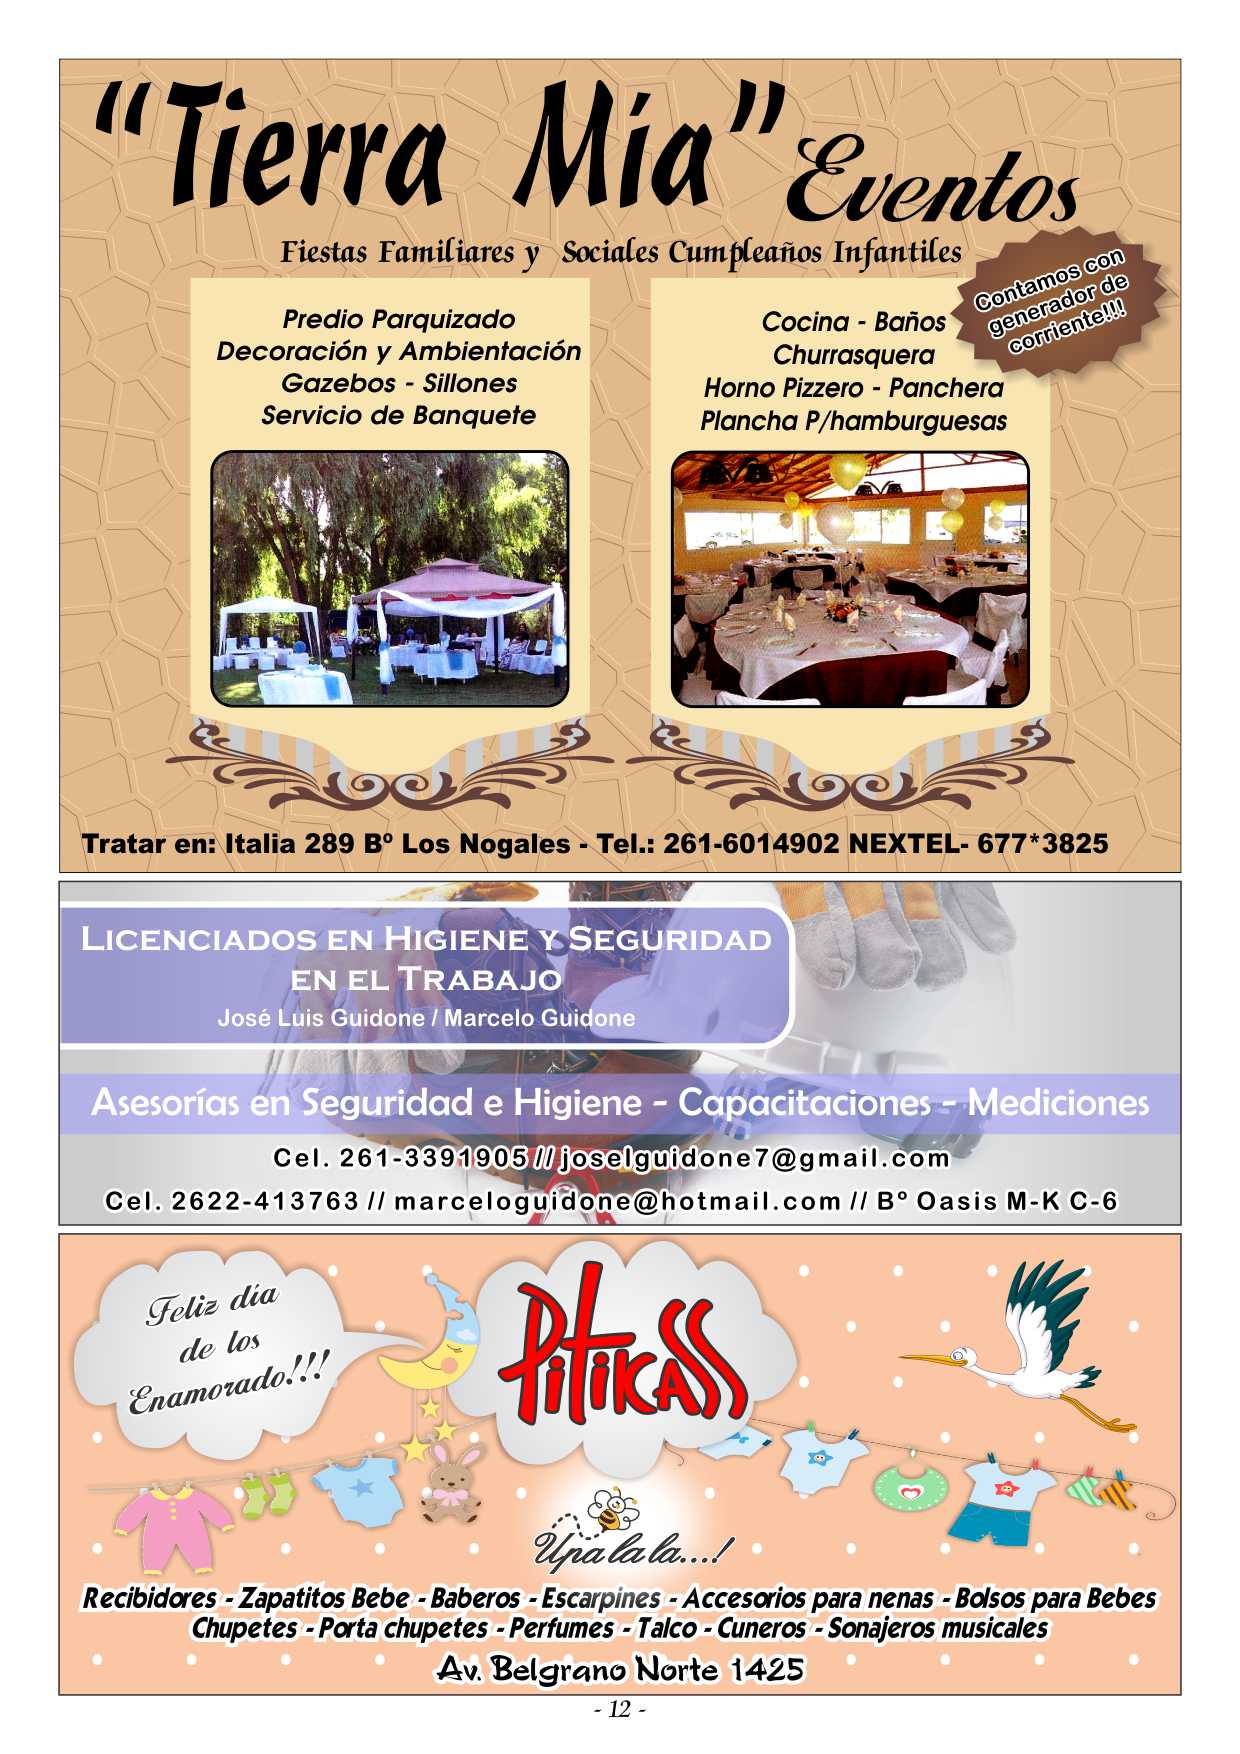 "Tierra Mía" Eventos
Fiestas Familiares y Sociales Cumpleaños Infantiles
Contamos con
generador de
corriente!!!
Predio Parquizado
Decoración y Ambientación
Gazebos - Sillones
Servicio de Banquete
Cocina - Baños
Churrasquera
Horno Pizzero - Panchera
Plancha P/hamburguesas
Tratar en: Italia 289 Bº Los Nogales - Tel.: 261-6014902 NEXTEL- 677*3825
Licenciados en Higiene y Seguridad
en el Trabajo
José Luis Guidone / Marcelo Guidone
Asesorías en Seguridad e Higiene - Capacitaciones - Mediciones
Cel. 261-3391905 // joselguidone7@gmail.com
Cel. 2622-413763 // marceloguidone@hotmail.com // Bº Oasis M-K C-6
Feliz día
de los
Enamorado!!!
Pitikass
Upalala...!
Recibidores - Zapatitos Bebe - Baberos - Escarpines - Accesorios para nenas - Bolsos para Bebes
Chupetes - Porta chupetes - Perfumes - Talco - Cuneros - Sonajeros musicales
Av. Belgrano Norte 1425
- 12 -